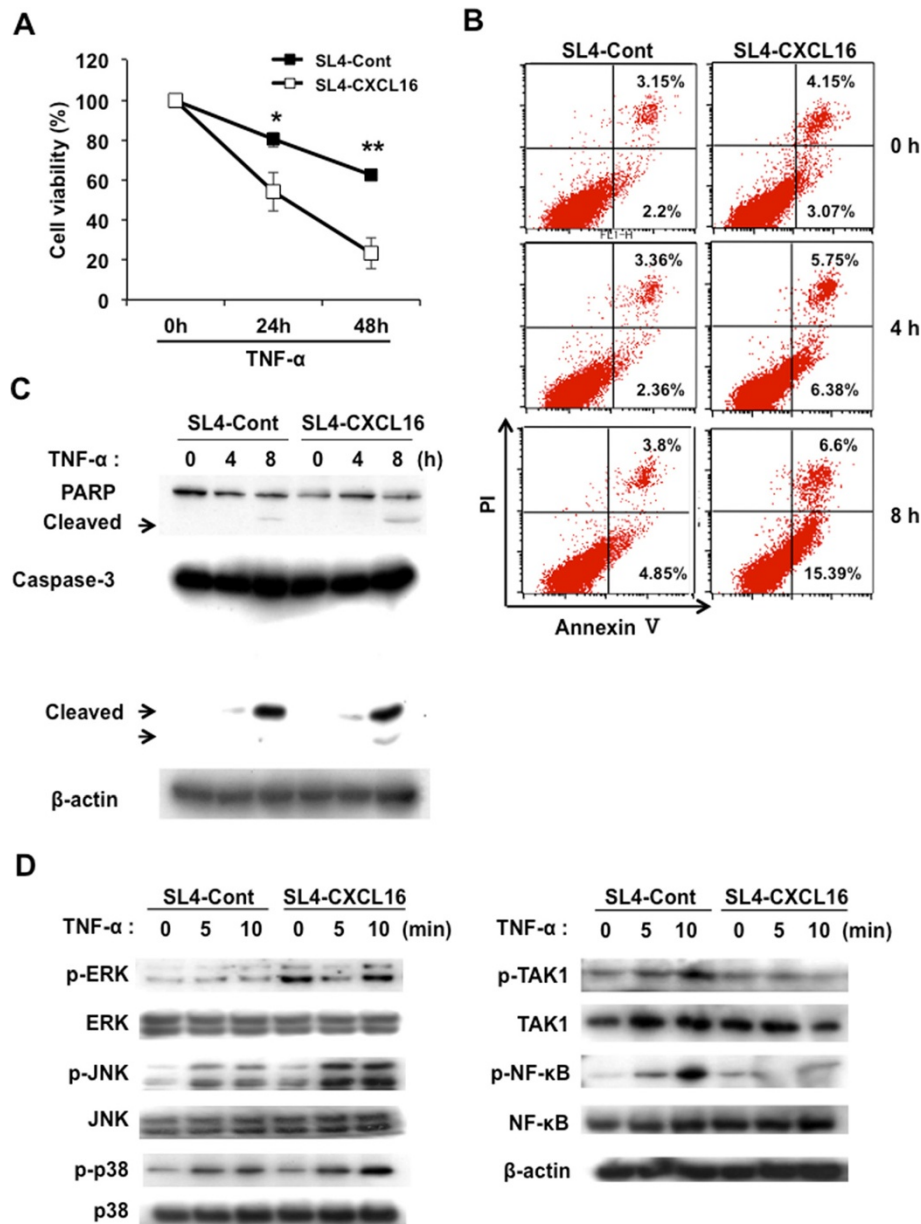 A
SL4-Cont
SL4-CXCL16
Cell viability (%)
120
100
80
60
40
20
0
*
**
0h 24h 48h
TNF-α
B
SL4-Cont SL4-CXCL16
3.15% 4.15%
0 h
2.2% 3.07%
FL1-H
3.36% 5.75%
4 h
2.36% 6.38%
3.8% 6.6%
8 h
4.85% 15.39%
PI
Annexin V
C
SL4-Cont SL4-CXCL16
TNF-α : 0 4 8 0 4 8 (h)
PARP
Cleaved
Caspase-3
Cleaved
β-actin
D
SL4-Cont SL4-CXCL16
TNF-α : 0 5 10 0 5 10 (min)
p-ERK
ERK
p-JNK
JNK
p-p38
p38
SL4-Cont SL4-CXCL16
TNF-α : 0 5 10 0 5 10 (min)
p-TAK1
TAK1
p-NF-κB
NF-κB
β-actin